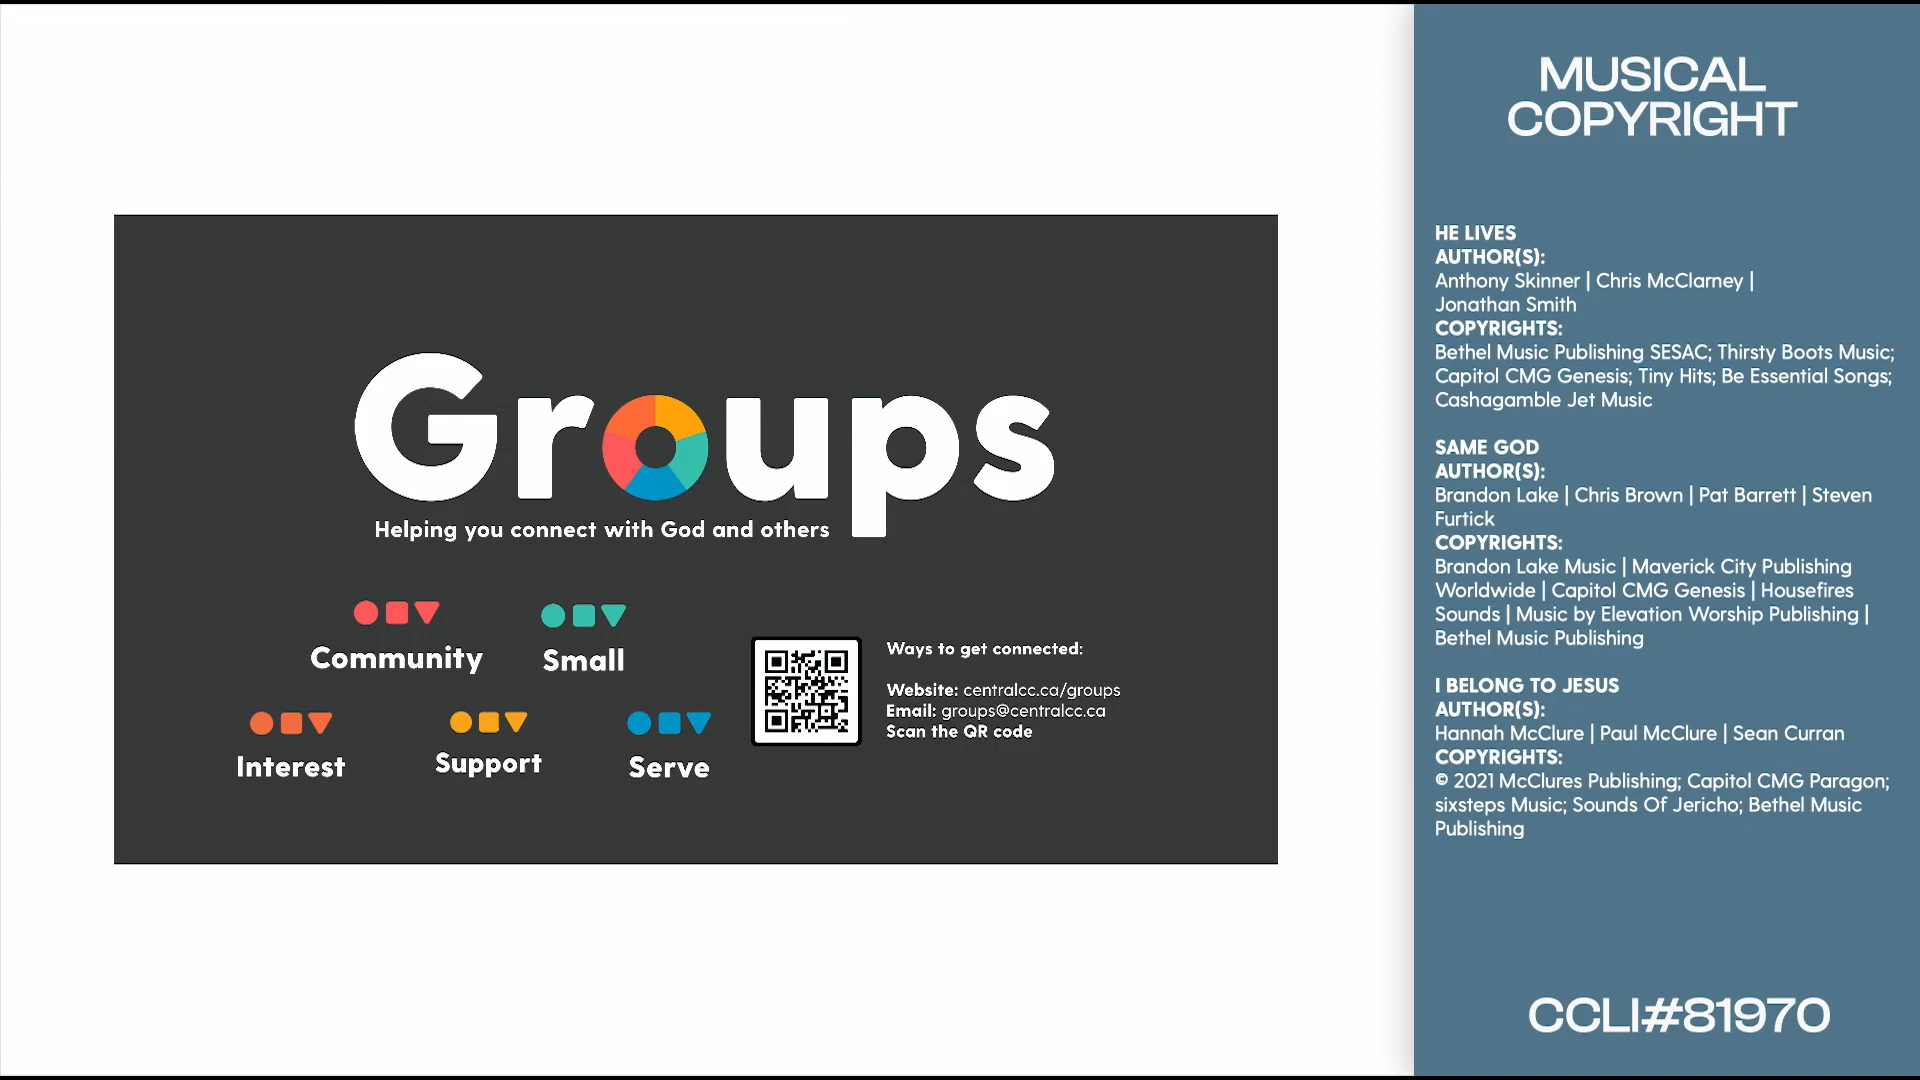 Groups
Helping you connect with God and others
Community
Small
Interest
Support
Serve
Ways to get connected:
Website: centralcc.ca/groups
Email: groups@centralcc.ca
Scan the QR code
MUSICAL
COPYRIGHT
HE LIVES
AUTHOR(S):
Anthony Skinner | Chris McClarney |
Jonathan Smith
COPYRIGHTS:
Bethel Music Publishing SESAC; Thirsty Boots Music;
Capitol CMG Genesis; Tiny Hits; Be Essential Songs;
Cashagamble Jet Music
SAME GOD
AUTHOR(S):
Brandon Lake | Chris Brown | Pat Barrett | Steven
Furtick
COPYRIGHTS:
Brandon Lake Music | Maverick City Publishing
Worldwide | Capitol CMG Genesis | Housefires
Sounds | Music by Elevation Worship Publishing |
Bethel Music Publishing
I BELONG TO JESUS
AUTHOR(S):
Hannah McClure | Paul McClure | Sean Curran
COPYRIGHTS:
© 2021 McClures Publishing; Capitol CMG Paragon;
sixsteps Music; Sounds Of Jericho; Bethel Music
Publishing
CCLI#81970